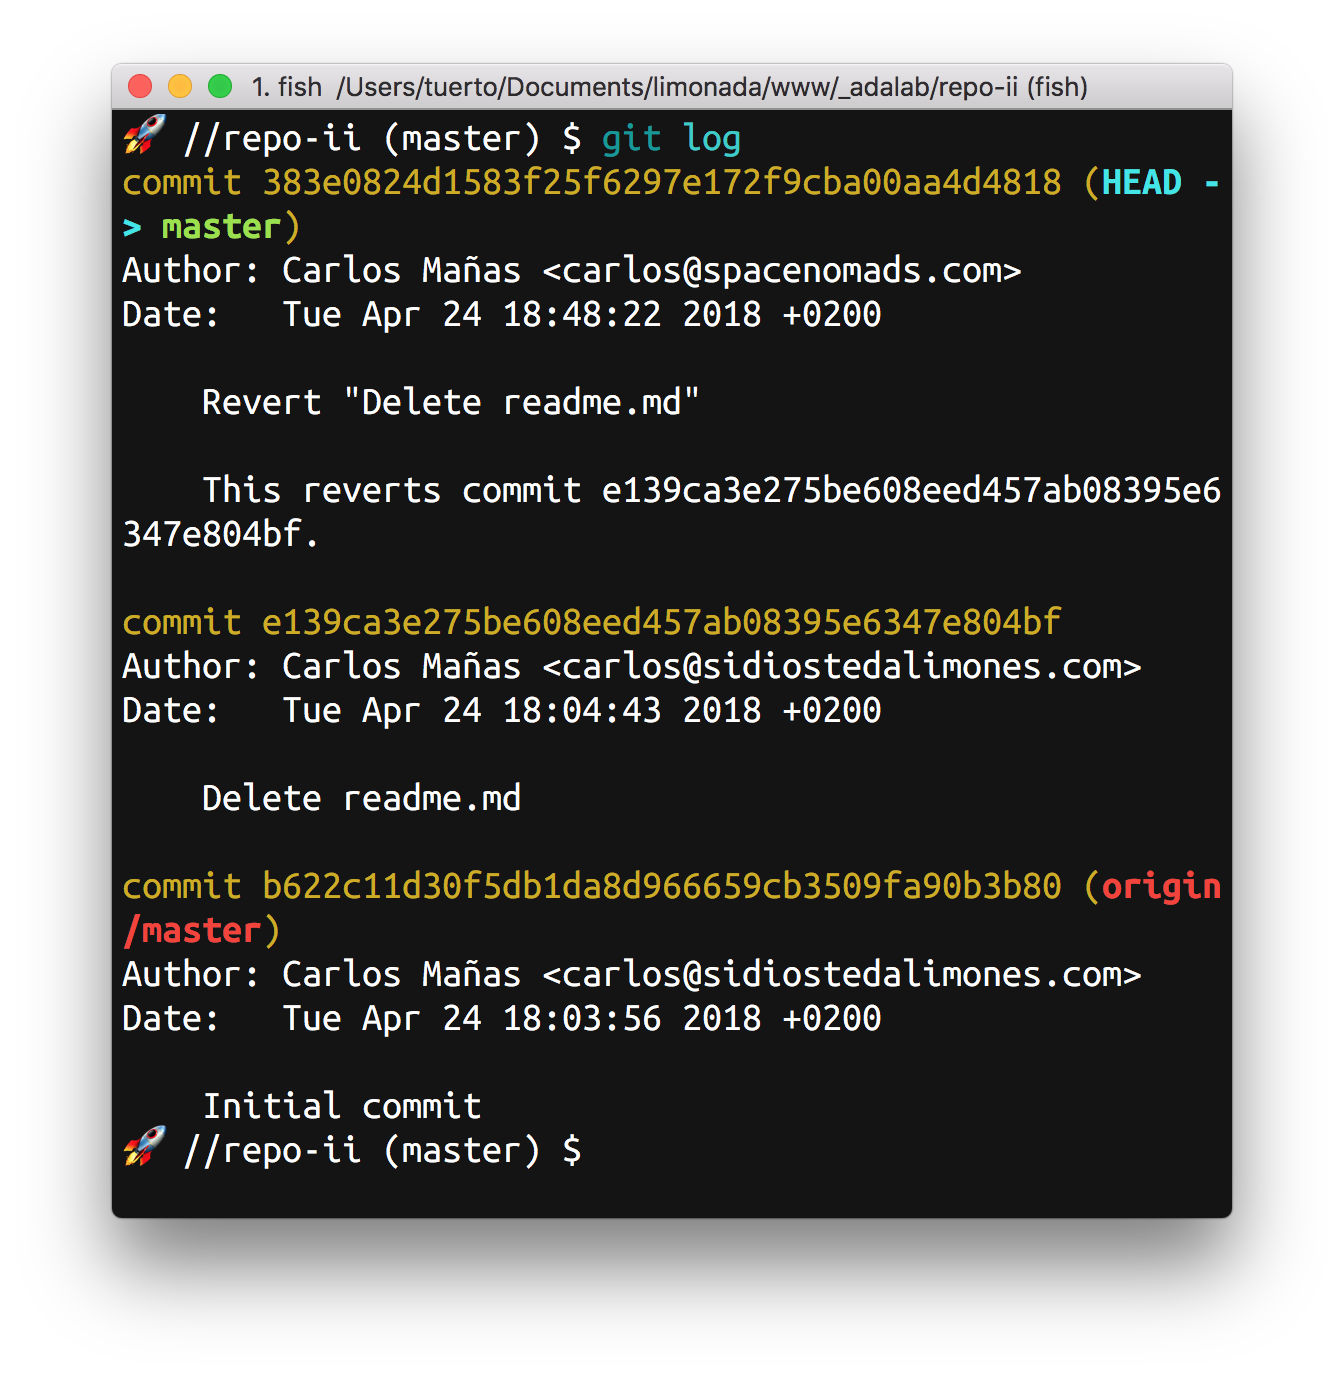 1. fish /Users/tuerto/Documents/limonada/www/_adalab/repo-ii (fish)
🚀 //repo-ii (master) $ git log
commit 383e0824d1583f25f6297e172f9cba00aa4d4818 (HEAD -
> master)
Author: Carlos Mañas <carlos@spacenomads.com>
Date:   Tue Apr 24 18:48:22 2018 +0200
    Revert "Delete readme.md"
    This reverts commit e139ca3e275be608eed457ab08395e6
347e804bf.
commit e139ca3e275be608eed457ab08395e6347e804bf
Author: Carlos Mañas <carlos@sidiostedalimones.com>
Date:   Tue Apr 24 18:04:43 2018 +0200
    Delete readme.md
commit b622c11d30f5db1da8d966659cb3509fa90b3b80 (origin
/master)
Author: Carlos Mañas <carlos@sidiostedalimones.com>
Date:   Tue Apr 24 18:03:56 2018 +0200
    Initial commit
🚀 //repo-ii (master) $